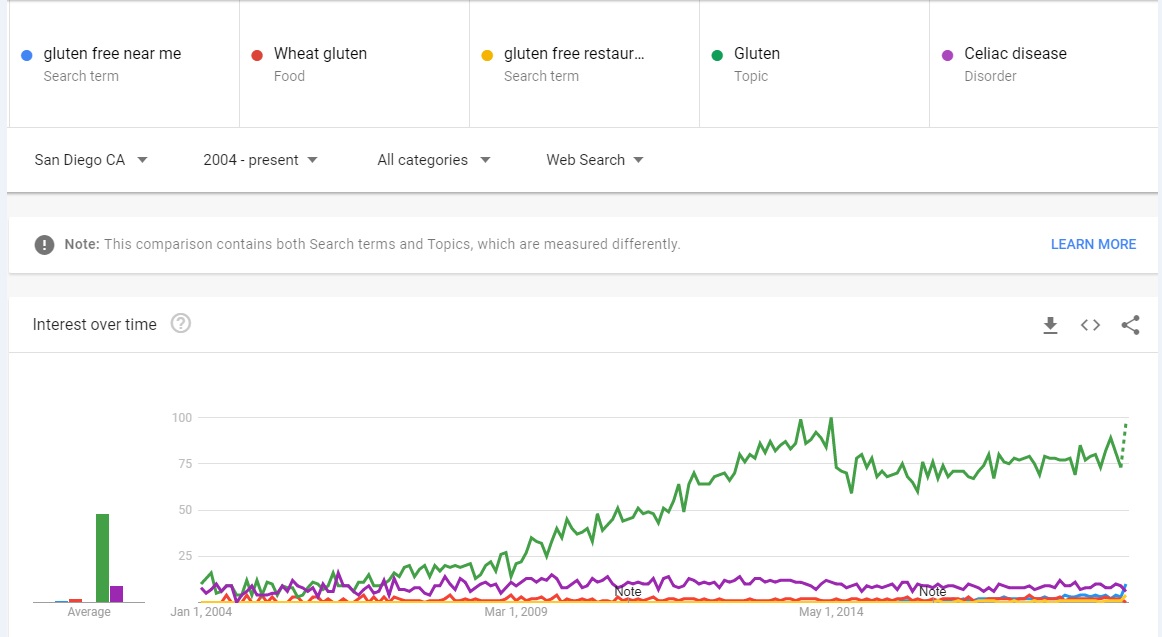 gluten free near me
Search term
Wheat gluten
Food
gluten free restaur...
Search term
Gluten
Topic
Celiac disease
Disorder
San Diego CA
2004 - present
All categories
Web Search
Note: This comparison contains both Search terms and Topics, which are measured differently.
LEARN MORE
Interest over time
?
100
75
50
25
Note
Note
Average
Jan 1, 2004
Mar 1, 2009
May 1, 2014